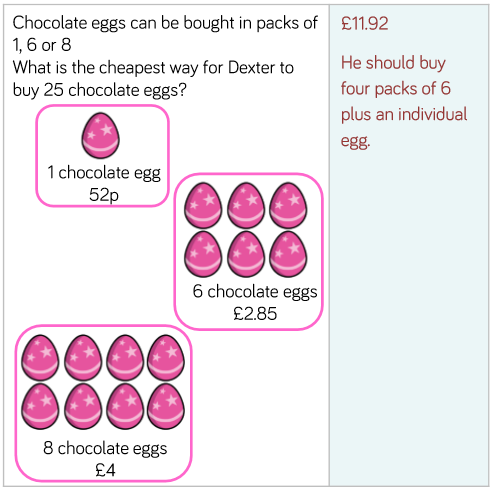 Chocolate eggs can be bought in packs of
1, 6 or 8
What is the cheapest way for Dexter to
buy 25 chocolate eggs?
1 chocolate egg
52p
6 chocolate eggs
£2.85
8 chocolate eggs
£4
£11.92
He should buy
four packs of 6
plus an individual
egg.